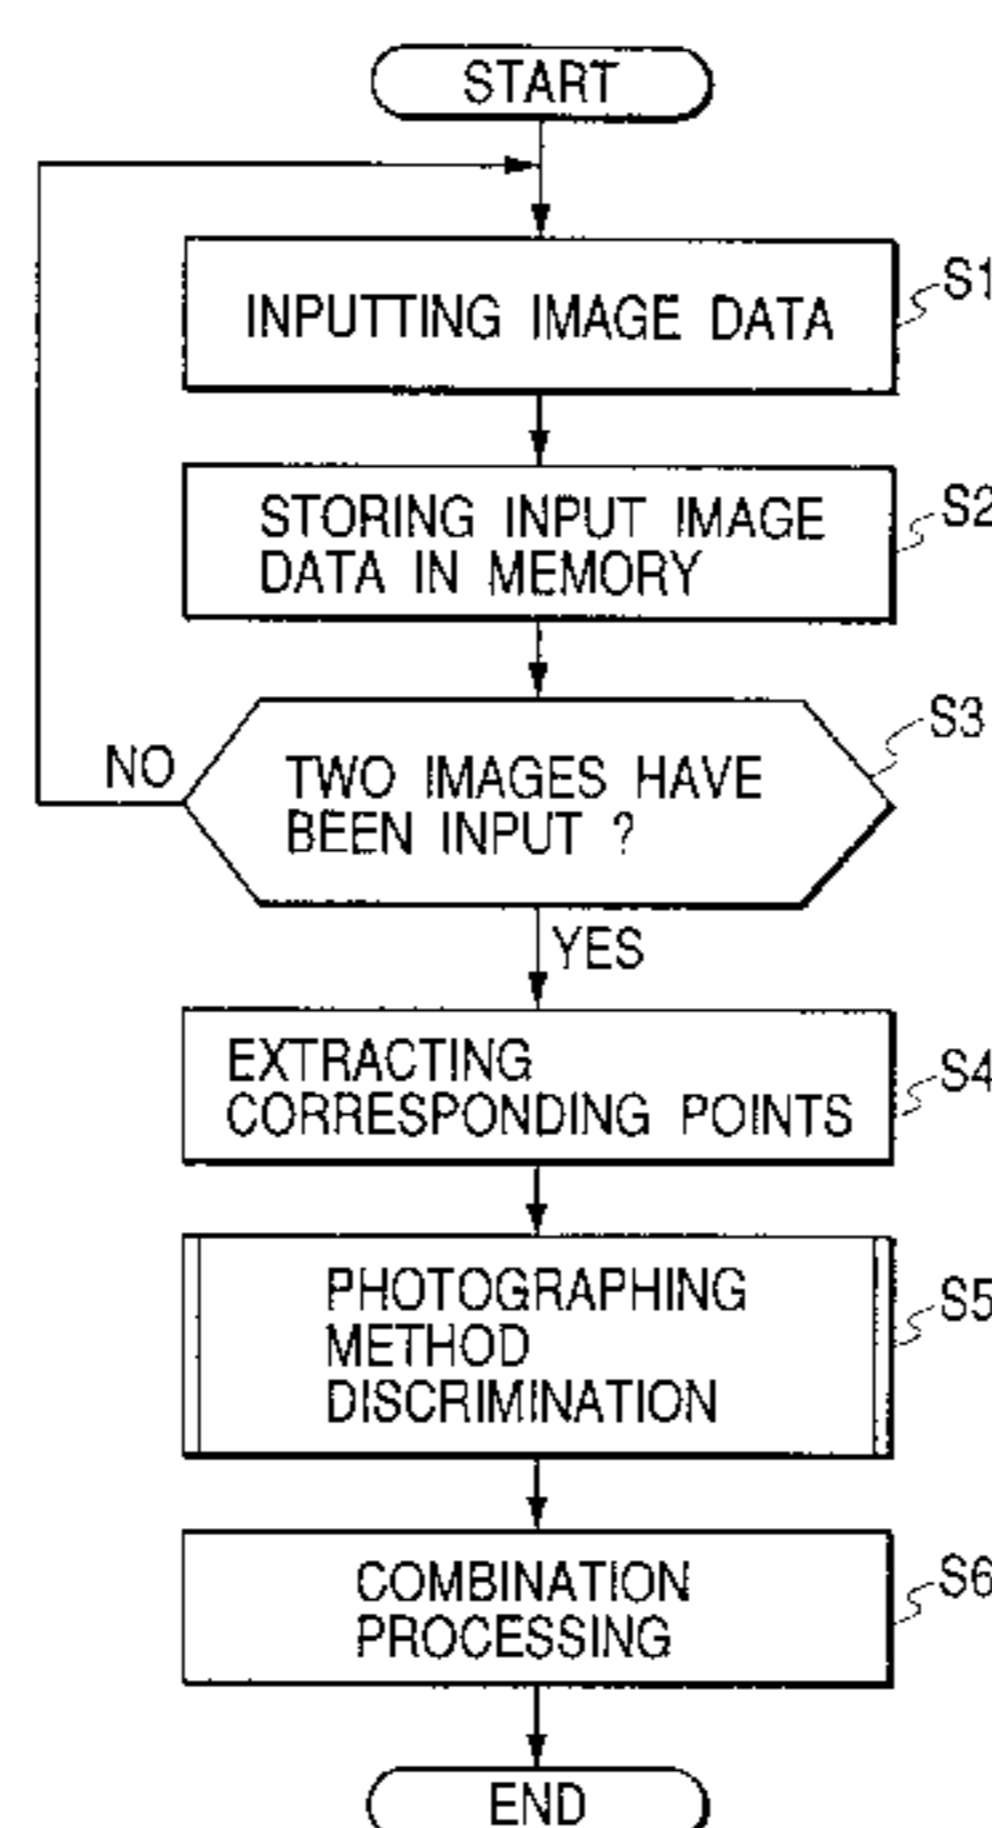 START
INPUTTING IMAGE DATA
S1
STORING INPUT IMAGE
DATA IN MEMORY
S2
TWO IMAGES HAVE
BEEN INPUT ?
S3
NO
YES
EXTRACTING
CORRESPONDING POINTS
S4
PHOTOGRAPHING
METHOD
DISCRIMINATION
S5
COMBINATION
PROCESSING
S6
END